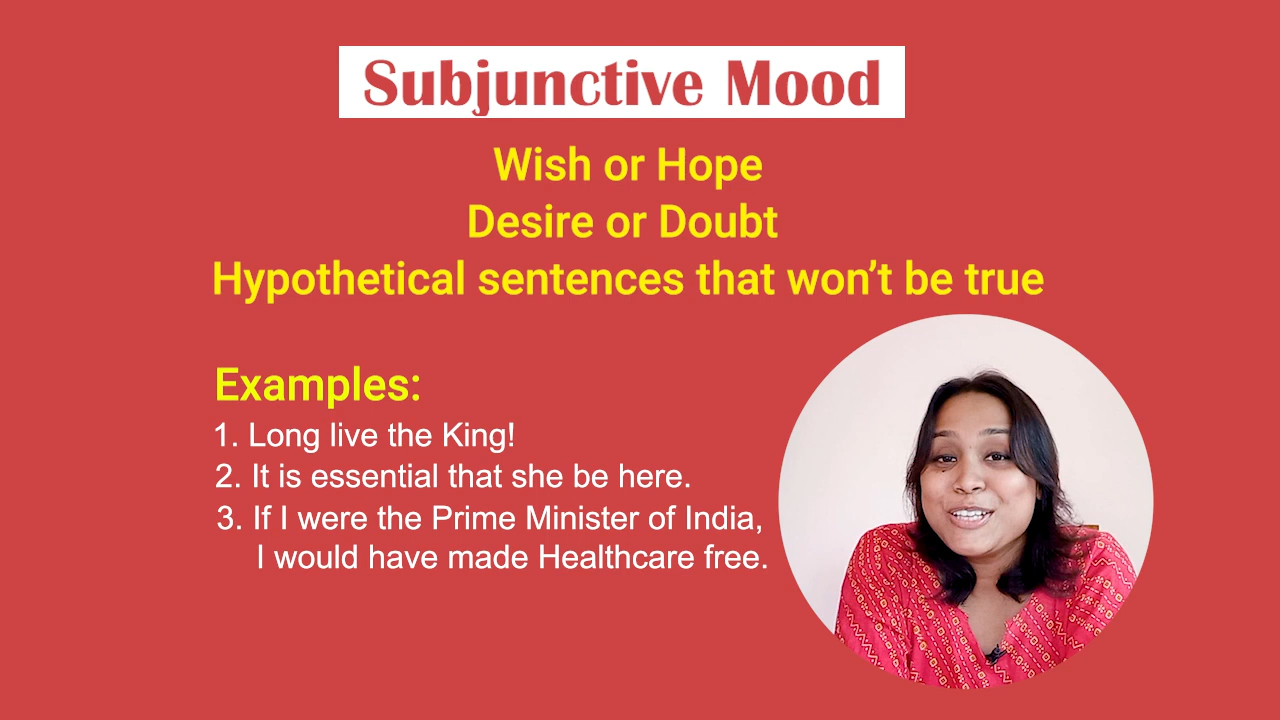 Subjunctive Mood
Wish or Hope
Desire or Doubt
Hypothetical sentences that won’t be true
Examples:
1. Long live the King!
2. It is essential that she be here.
3. If I were the Prime Minister of India,
I would have made Healthcare free.